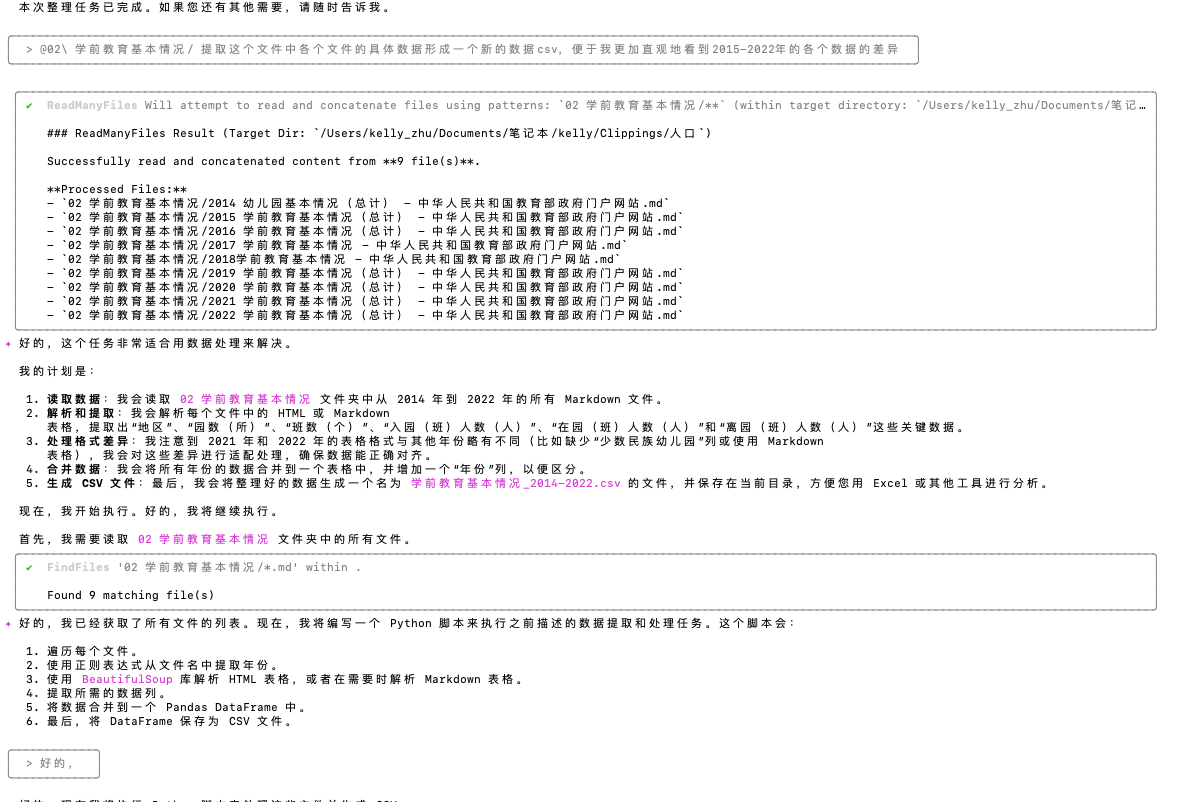 本次整理任务已完成。如果您还有其他需要，请随时告诉我。
> @02\ 学前教育基本情况/ 提取这个文件中各个文件的具体数据形成一个新的数据csv，便于我更加直观地看到2015-2022年的各个数据的差异
✔ ReadManyFiles Will attempt to read and concatenate files using patterns: `02 学前教育基本情况/**` (within target directory: `/Users/kelly_zhu/Documents/笔记…
### ReadManyFiles Result (Target Dir: `/Users/kelly_zhu/Documents/笔记本/kelly/Clippings/人口`)
Successfully read and concatenated content from **9 file(s)**.
**Processed Files:**
- `02 学前教育基本情况/2014 幼儿园基本情况（总计） - 中华人民共和国教育部政府门户网站.md`
- `02 学前教育基本情况/2015 学前教育基本情况（总计） - 中华人民共和国教育部政府门户网站.md`
- `02 学前教育基本情况/2016 学前教育基本情况（总计） - 中华人民共和国教育部政府门户网站.md`
- `02 学前教育基本情况/2017 学前教育基本情况 - 中华人民共和国教育部政府门户网站.md`
- `02 学前教育基本情况/2018学前教育基本情况 - 中华人民共和国教育部政府门户网站.md`
- `02 学前教育基本情况/2019 学前教育基本情况（总计） - 中华人民共和国教育部政府门户网站.md`
- `02 学前教育基本情况/2020 学前教育基本情况（总计） - 中华人民共和国教育部政府门户网站.md`
- `02 学前教育基本情况/2021 学前教育基本情况（总计） - 中华人民共和国教育部政府门户网站.md`
- `02 学前教育基本情况/2022 学前教育基本情况（总计） - 中华人民共和国教育部政府门户网站.md`
✦ 好的，这个任务非常适合用数据处理来解决。
我的计划是：
1. 读取数据：我会读取 02 学前教育基本情况 文件夹中从 2014 年到 2022 年的所有 Markdown 文件。
2. 解析和提取：我会解析每个文件中的 HTML 或 Markdown
表格，提取出“地区”、“园数（所）”、“班数（个）”、“入园（班）人数（人）”、“在园（班）人数（人）”和“离园（班）人数（人）”这些关键数据。
3. 处理格式差异：我注意到 2021 年和 2022 年的表格格式与其他年份略有不同（比如缺少“少数民族幼儿园”列或使用 Markdown
表格），我会对这些差异进行适配处理，确保数据能正确对齐。
4. 合并数据：我会将所有年份的数据合并到一个表格中，并增加一个“年份”列，以便区分。
5. 生成 CSV 文件：最后，我会将整理好的数据生成一个名为 学前教育基本情况_2014-2022.csv 的文件，并保存在当前目录，方便您用 Excel 或其他工具进行分析。
现在，我开始执行。好的，我将继续执行。
首先，我需要读取 02 学前教育基本情况 文件夹中的所有文件。
✔ FindFiles '02 学前教育基本情况/*.md' within .
Found 9 matching file(s)
✦ 好的，我已经获取了所有文件的列表。现在，我将编写一个 Python 脚本来执行之前描述的数据提取和处理任务。这个脚本会：
1. 遍历每个文件。
2. 使用正则表达式从文件名中提取年份。
3. 使用 BeautifulSoup 库解析 HTML 表格，或者在需要时解析 Markdown 表格。
4. 提取所需的数据列。
5. 将数据合并到一个 Pandas DataFrame 中。
6. 最后，将 DataFrame 保存为 CSV 文件。
> 好的，